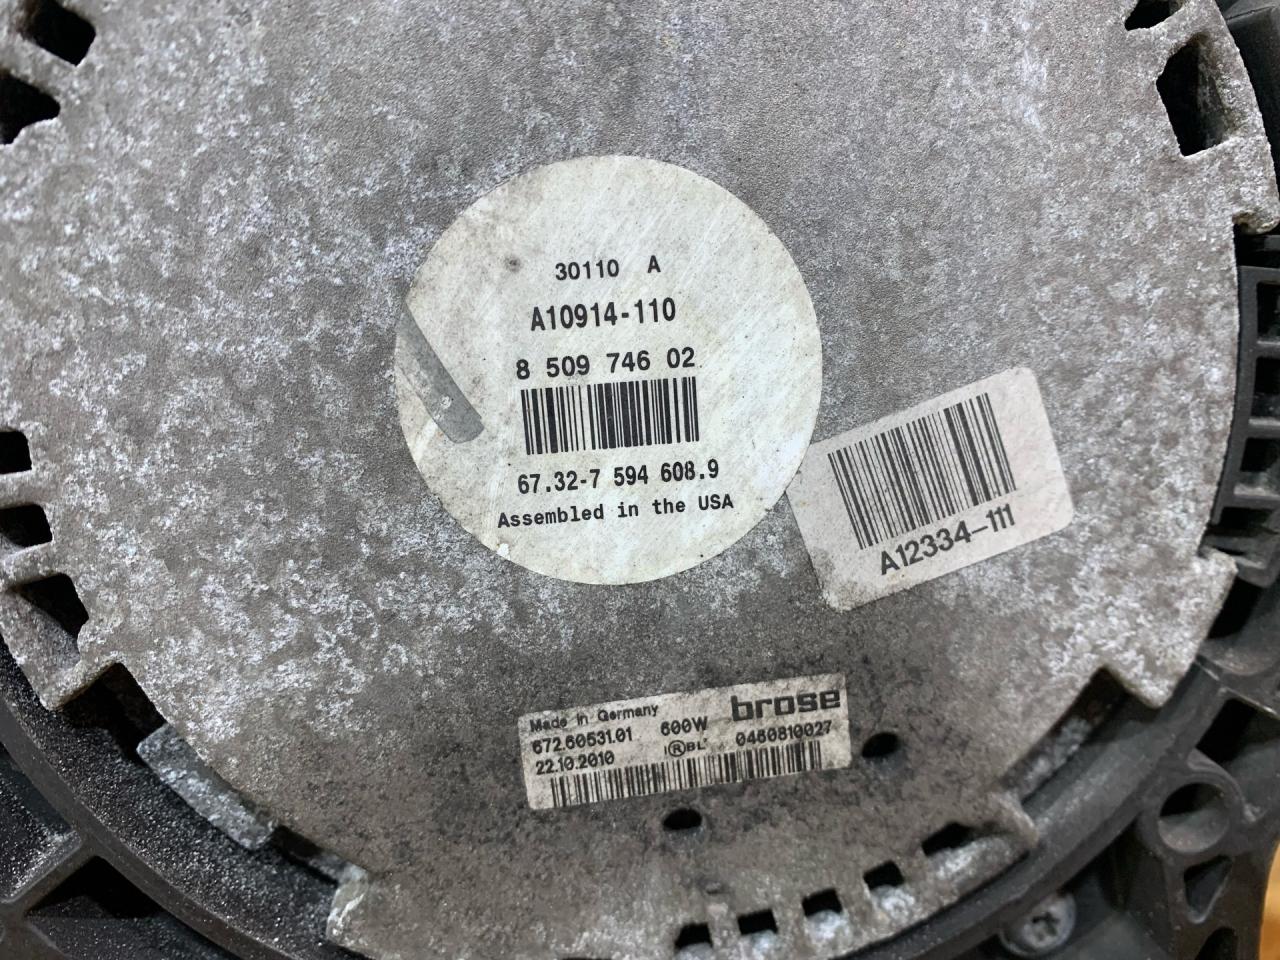 30110 A
A10914-110
8 509 746 02
67.32-7 594 608.9
Assembled in the USA
A12334-111
Made in Germany 600W brose
672.60531.01 0460810027
22.10.2010